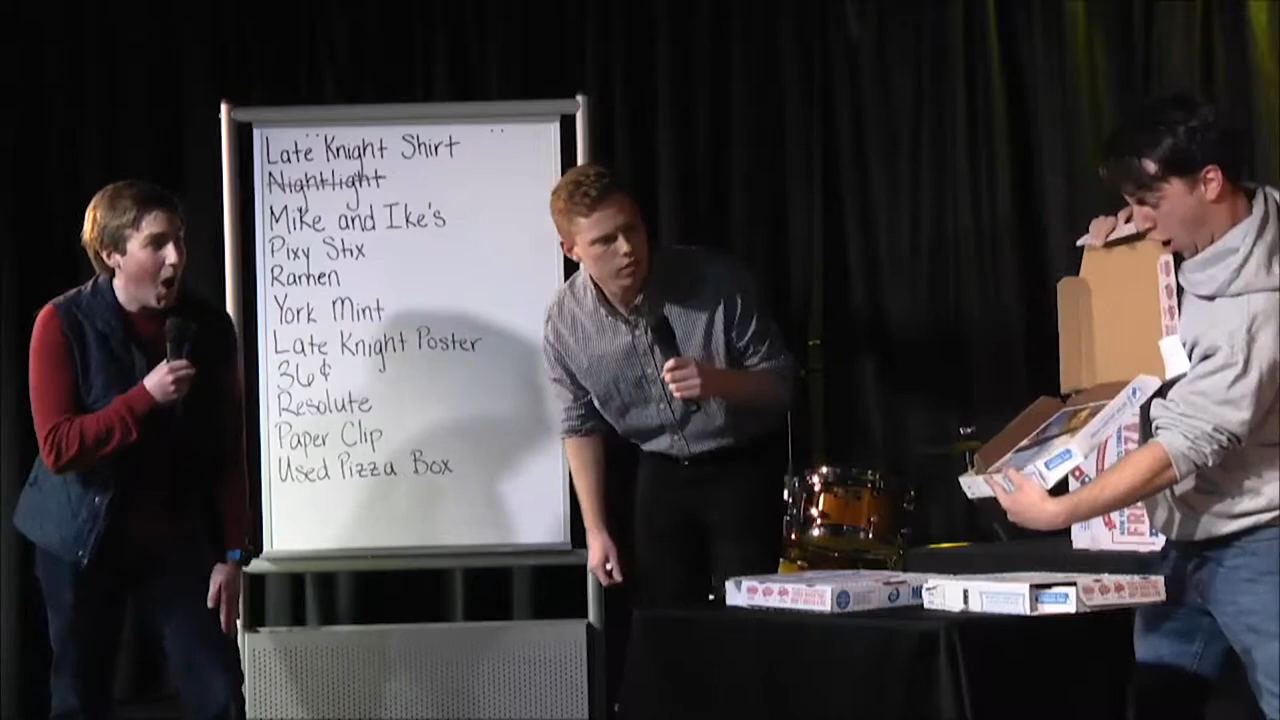 Late Knight Shirt
Nightlight
Mike and Ike's
Pixy Stix
Ramen
York Mint
Late Knight Poster
36¢
Resolute
Paper Clip
Used Pizza Box